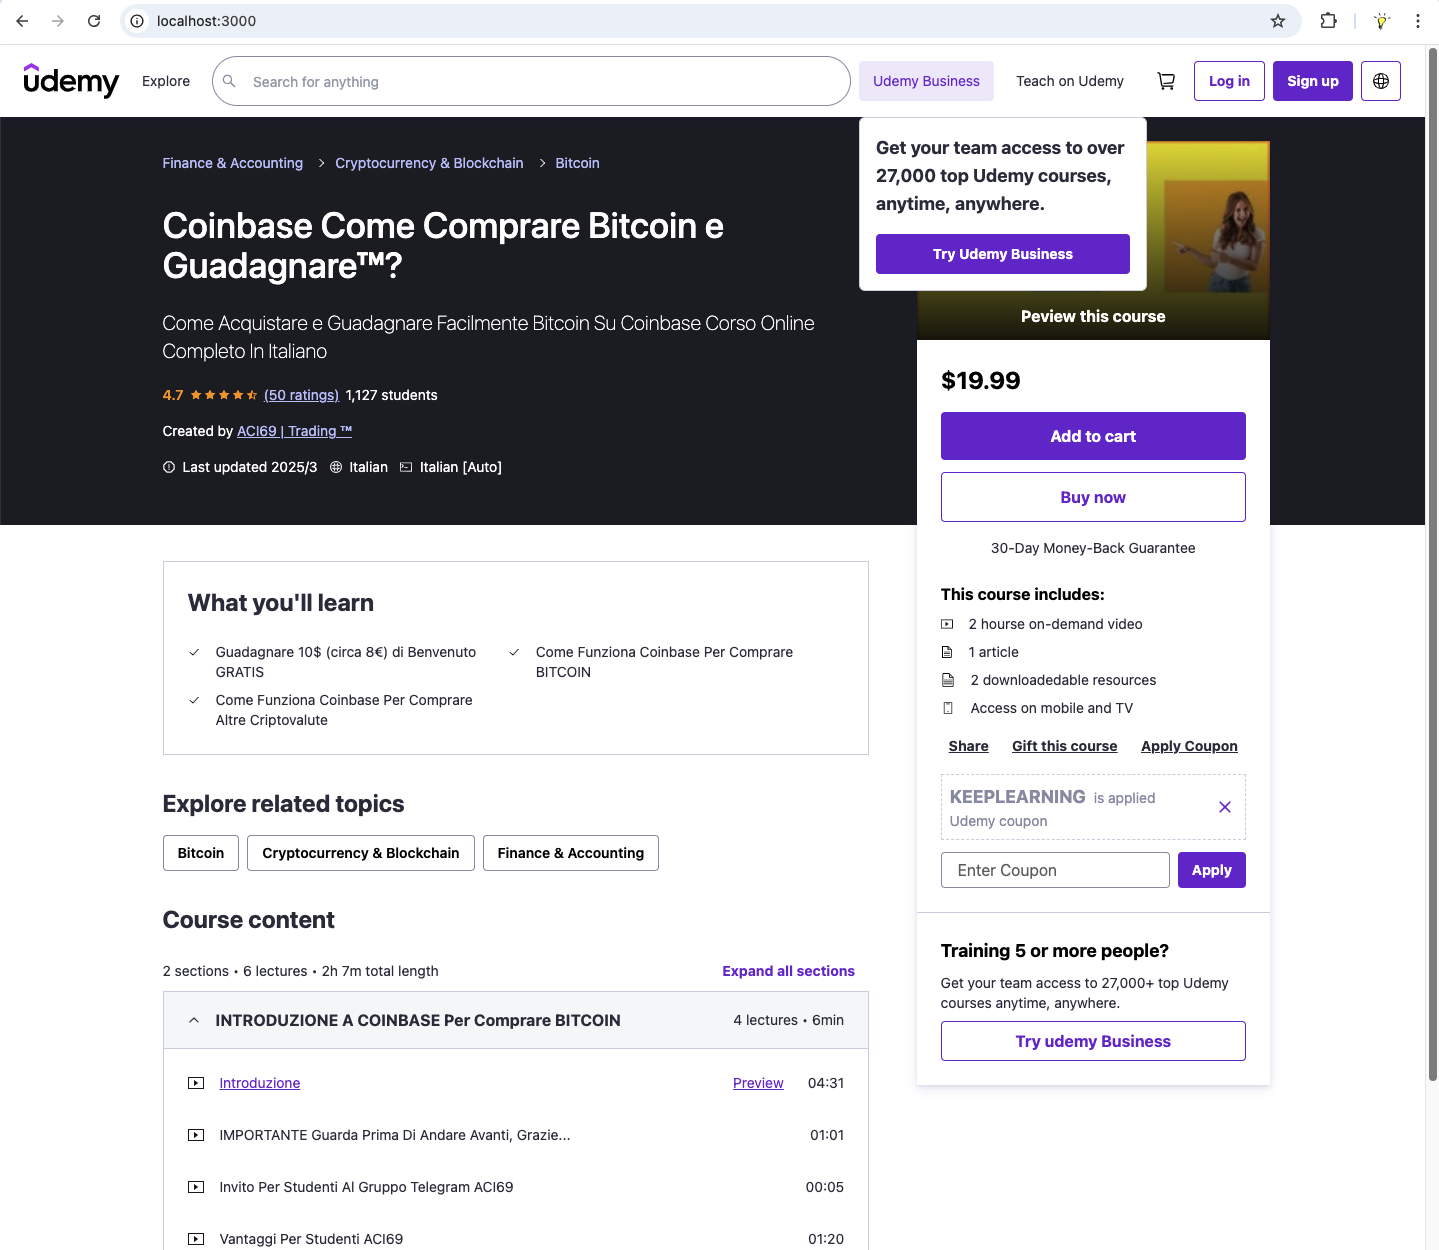 localhost:3000
udemy
Explore
Search for anything
Udemy Business
Teach on Udemy
Log in
Sign up
Get your team access to over
27,000 top Udemy courses,
anytime, anywhere.
Try Udemy Business
Finance & Accounting
Cryptocurrency & Blockchain
Bitcoin
Coinbase Come Comprare Bitcoin e
Guadagnare™?
Come Acquistare e Guadagnare Facilmente Bitcoin Su Coinbase Corso Online
Completo In Italiano
4.7 (50 ratings) 1,127 students
Created by ACI69 | Trading ™
Last updated 2025/3 Italian Italian [Auto]
Peview this course
$19.99
Add to cart
Buy now
30-Day Money-Back Guarantee
This course includes:
2 hourse on-demand video
1 article
2 downloadedable resources
Access on mobile and TV
Share
Gift this course
Apply Coupon
KEEPLEARNING is applied
Udemy coupon
Enter Coupon
Apply
Training 5 or more people?
Get your team access to 27,000+ top Udemy
courses anytime, anywhere.
Try udemy Business
What you'll learn
Guadagnare 10$ (circa 8€) di Benvenuto
GRATIS
Come Funziona Coinbase Per Comprare
BITCOIN
Come Funziona Coinbase Per Comprare
Altre Criptovalute
Explore related topics
Bitcoin
Cryptocurrency & Blockchain
Finance & Accounting
Course content
2 sections • 6 lectures • 2h 7m total length
Expand all sections
INTRODUZIONE A COINBASE Per Comprare BITCOIN
4 lectures • 6min
Introduzione
Preview
04:31
IMPORTANTE Guarda Prima Di Andare Avanti, Grazie...
01:01
Invito Per Studenti Al Gruppo Telegram ACI69
00:05
Vantaggi Per Studenti ACI69
01:20